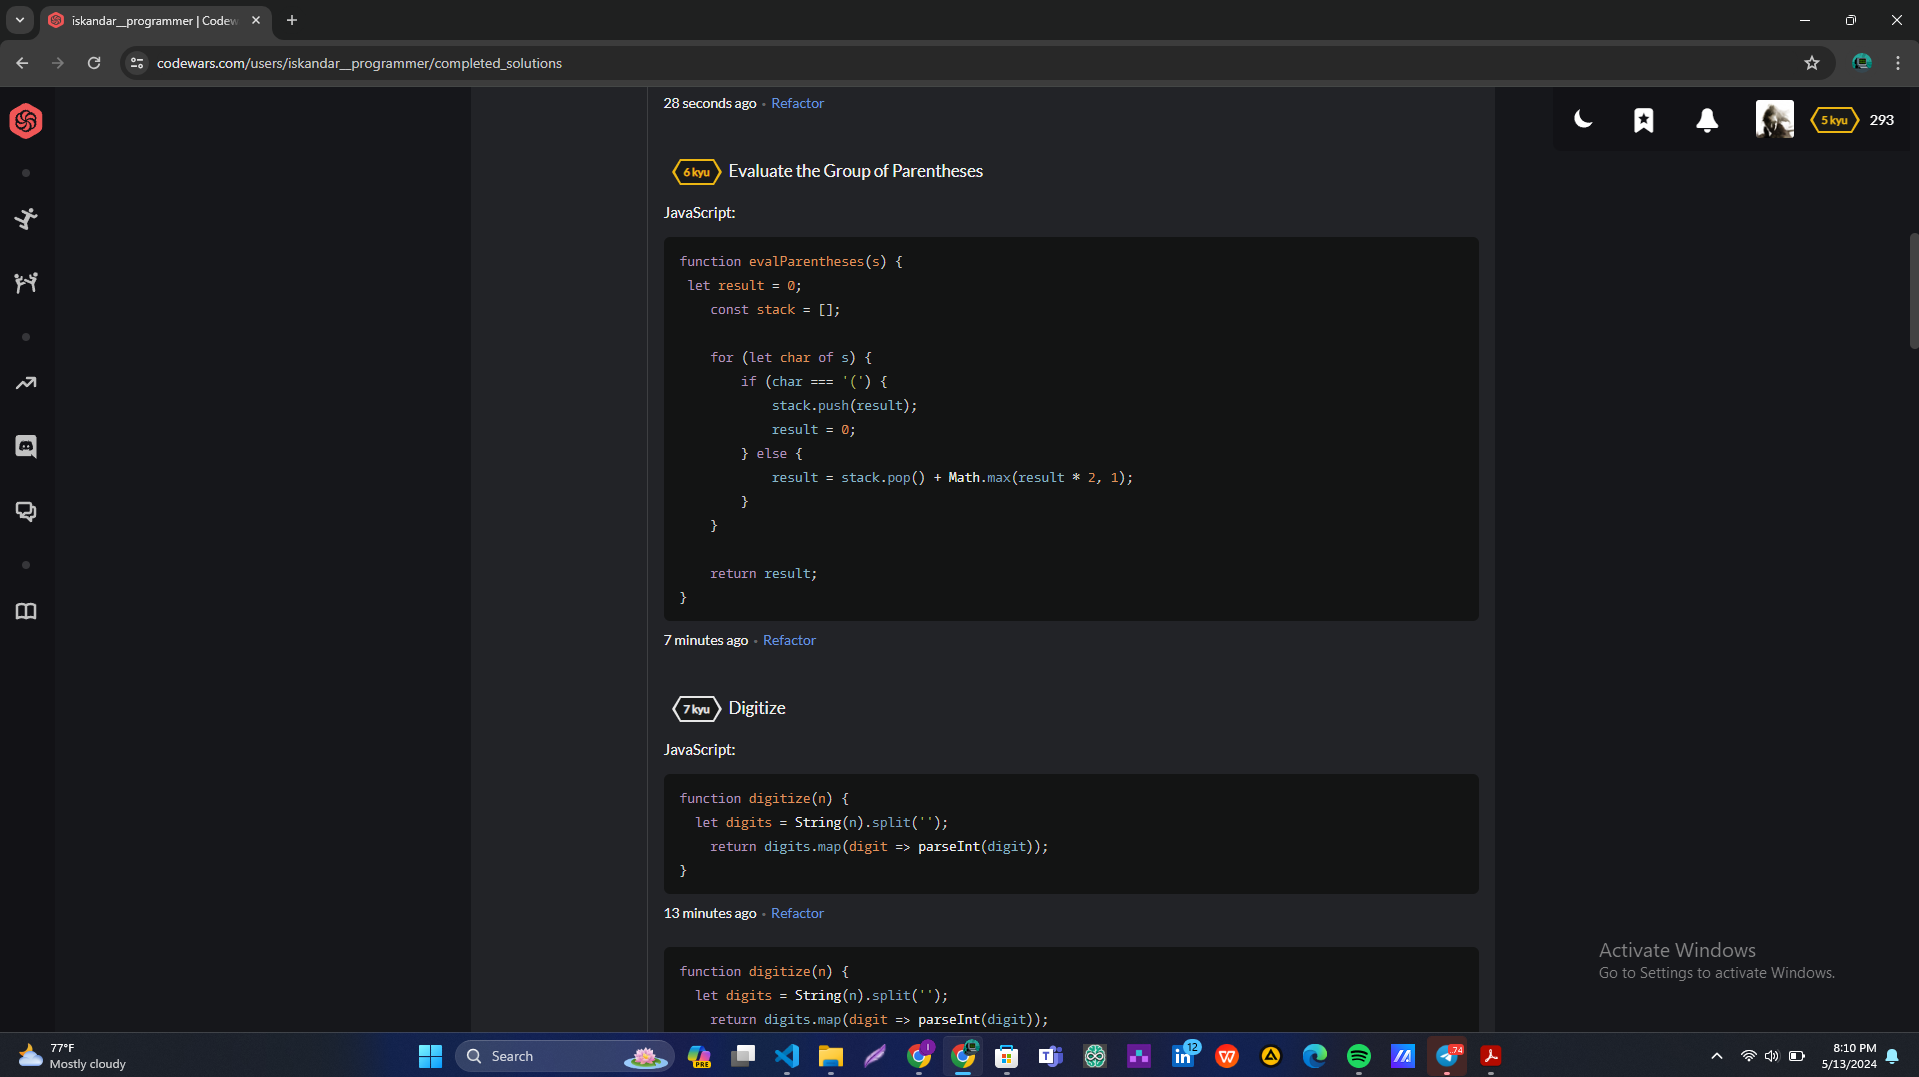 iskandar__programmer | Codew
codewars.com/users/iskandar__programmer/completed_solutions
5 kyu 293
28 seconds ago • Refactor
6 kyu Evaluate the Group of Parentheses
JavaScript:
function evalParentheses(s) {
 let result = 0;
    const stack = [];
    for (let char of s) {
        if (char === '(') {
            stack.push(result);
            result = 0;
        } else {
            result = stack.pop() + Math.max(result * 2, 1);
        }
    }
    return result;
}
7 minutes ago • Refactor
7 kyu Digitize
JavaScript:
function digitize(n) {
  let digits = String(n).split('');
    return digits.map(digit => parseInt(digit));
}
13 minutes ago • Refactor
function digitize(n) {
  let digits = String(n).split('');
    return digits.map(digit => parseInt(digit));
Activate Windows
Go to Settings to activate Windows.
77°F
Mostly cloudy
Search
PRE
12
74
8:10 PM
5/13/2024